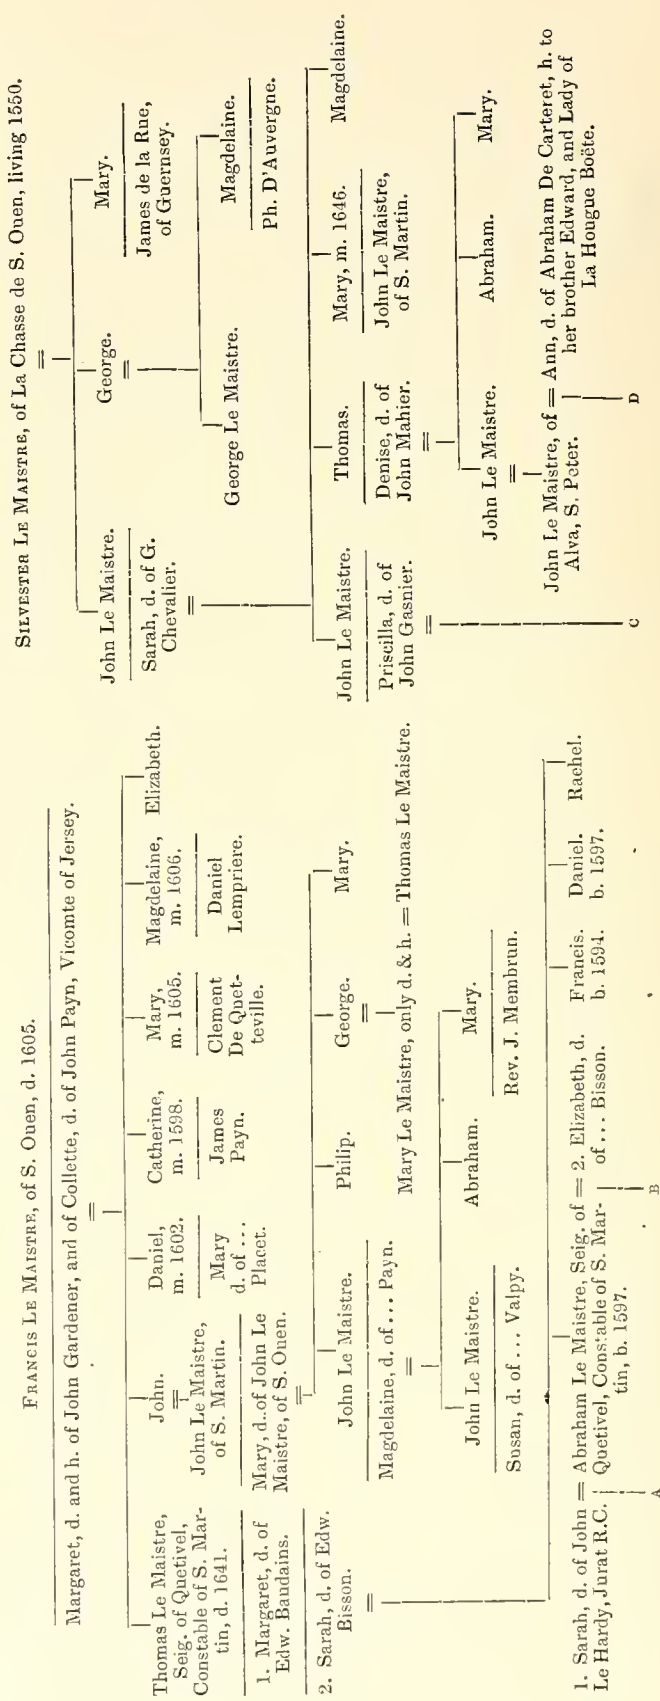 FRANCIS LE MAISTRE, of S. Ouen, d. 1605.
Margaret, d. and h. of John Gardener, and of Collette, d. of John Payn, Vicomte of Jersey.
Thomas Le Maistre,
Seig. of Quetivel,
Constable of S. Mar-
tin, d. 1641.
1. Margaret, d. of
Edw. Baudains.
2. Sarah, d. of Edw.
Bisson.
John.
John Le Maistre,
of S. Martin.
Mary, d. of John Le
Maistre, of S. Ouen.
Daniel,
m. 1602.
Mary
d. of ...
Placet.
Catherine,
m. 1598.
James
Payn.
Mary,
m. 1605.
Clement
De Quet-
teville.
Magdelaine,
m. 1606.
Daniel
Lempriere.
Elizabeth.
John Le Maistre.
Magdelaine, d. of ... Payn.
Philip.
George.
Mary.
Mary Le Maistre, only d. & h. = Thomas Le Maistre.
John Le Maistre.
Susan, d. of ... Valpy.
Abraham.
Mary.
Rev. J. Membrun.
1. Sarah, d. of John = Abraham Le Maistre, Seig. of = 2. Elizabeth, d.
Le Hardy, Jurat R.C. Quetivel, Constable of S. Mar- of ... Bisson.
tin, b. 1597.
Francis.
b. 1594.
Daniel.
b. 1597.
Rachel.
A
B
SILVESTER LE MAISTRE, of La Chasse de S. Ouen, living 1550.
John Le Maistre.
Sarah, d. of G.
Chevalier.
George.
Mary.
James de la Rue,
of Guernsey.
George Le Maistre.
Magdelaine.
Ph. D'Auvergne.
John Le Maistre.
Priscilla, d. of
John Gasnier.
Thomas.
Denise, d. of
John Mahier.
Mary, m. 1646.
John Le Maistre,
of S. Martin.
Magdelaine.
John Le Maistre.
Abraham.
Mary.
John Le Maistre, of = Ann, d. of Abraham De Carteret, h. to
Alva, S. Peter. her brother Edward, and Lady of
La Hougue Boëte.
C
D